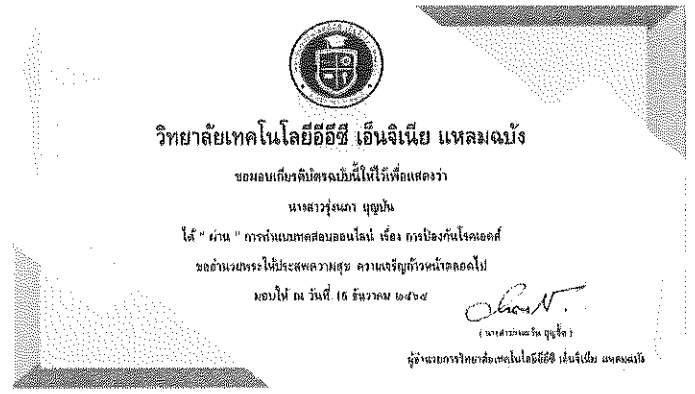 วิทยาลัยเทคโนโลยีอีอีซี เอ็นจิเนีย แหลมฉบัง
ขอมอบเกียรติบัตรฉบับนี้ให้ไว้เพื่อแสดงว่า
นางสาวรุ่งนภา บุญปั่น
ได้ " ผ่าน " การทำแบบทดสอบออนไลน์ เรื่อง การป้องกันโรคเอดส์
ขออำนวยพรให้ประสพความสุข ความเจริญก้าวหน้าตลอดไป
มอบให้ ณ วันที่ 16 ธันวาคม ๒๕๖๔
ผู้อำนวยการวิทยาลัยเทคโนโลยีอีอีซี เอ็นจิเนีย แหลมฉบัง